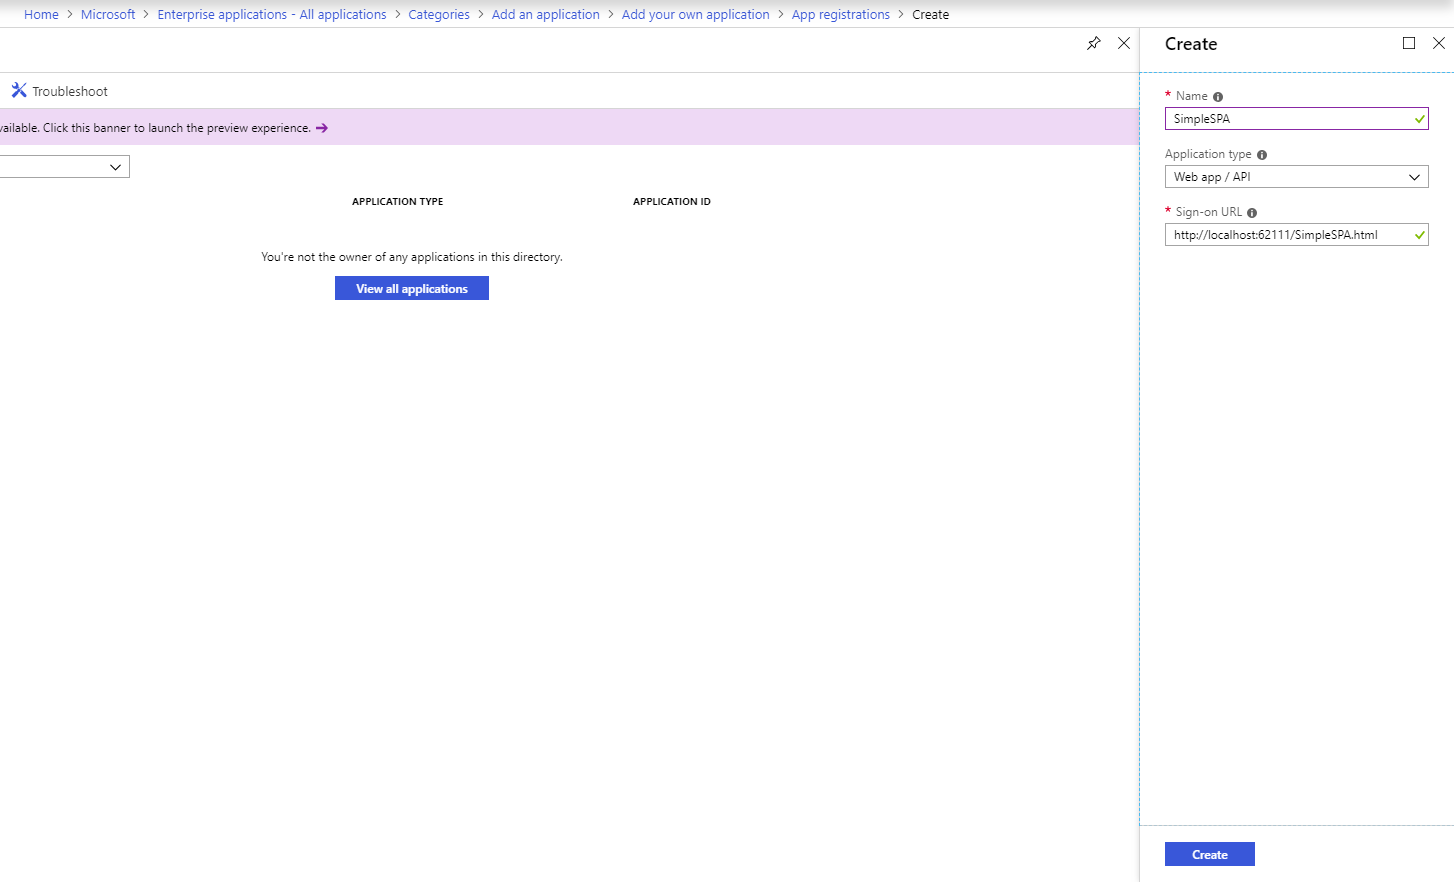 Home > Microsoft > Enterprise applications - All applications > Categories > Add an application > Add your own application > App registrations > Create
Troubleshoot
vailable. Click this banner to launch the preview experience. →
APPLICATION TYPE APPLICATION ID
You're not the owner of any applications in this directory.
View all applications
Create
* Name
SimpleSPA
Application type
Web app / API
* Sign-on URL
http://localhost:62111/SimpleSPA.html
Create